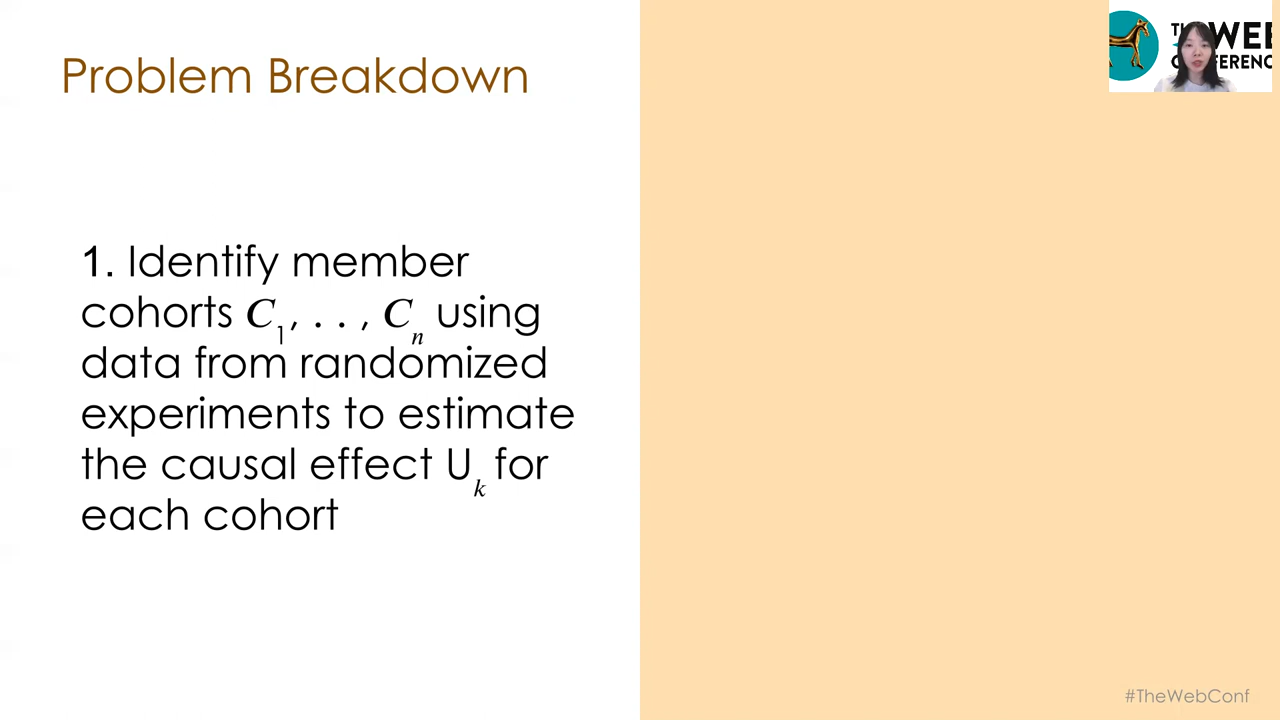 Problem Breakdown
1. Identify member
cohorts C1, . . , Cn using
data from randomized
experiments to estimate
the causal effect Uk for
each cohort
#TheWebConf